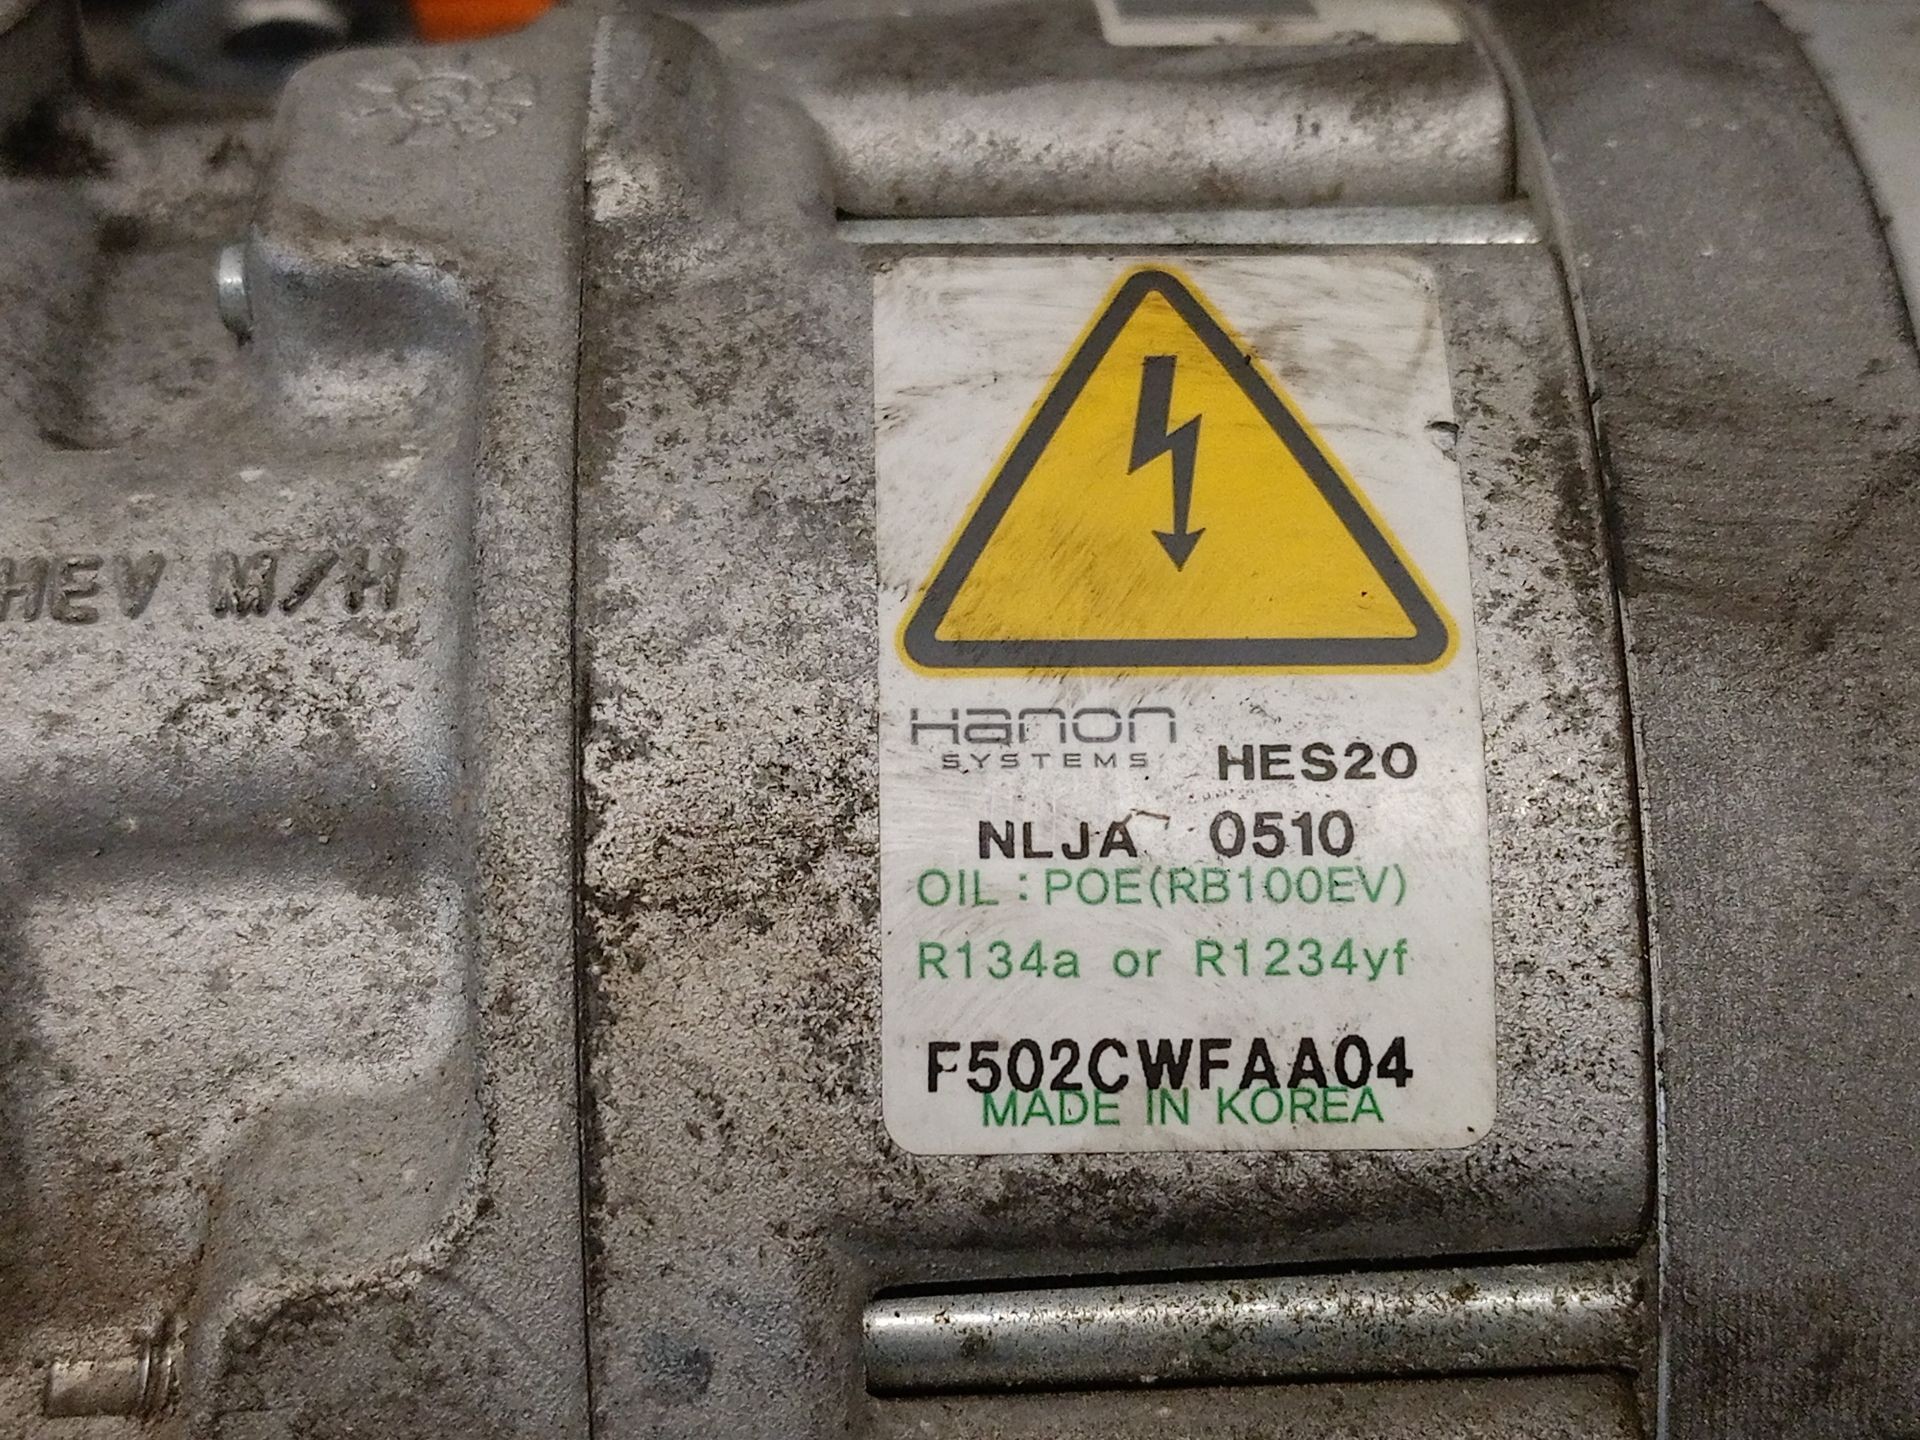 HEV M/H
Hanon
SYSTEMS
HES20
NLJA 0510
OIL : POE(RB100EV)
R134a or R1234yf
F502CWFAA04
MADE IN KOREA